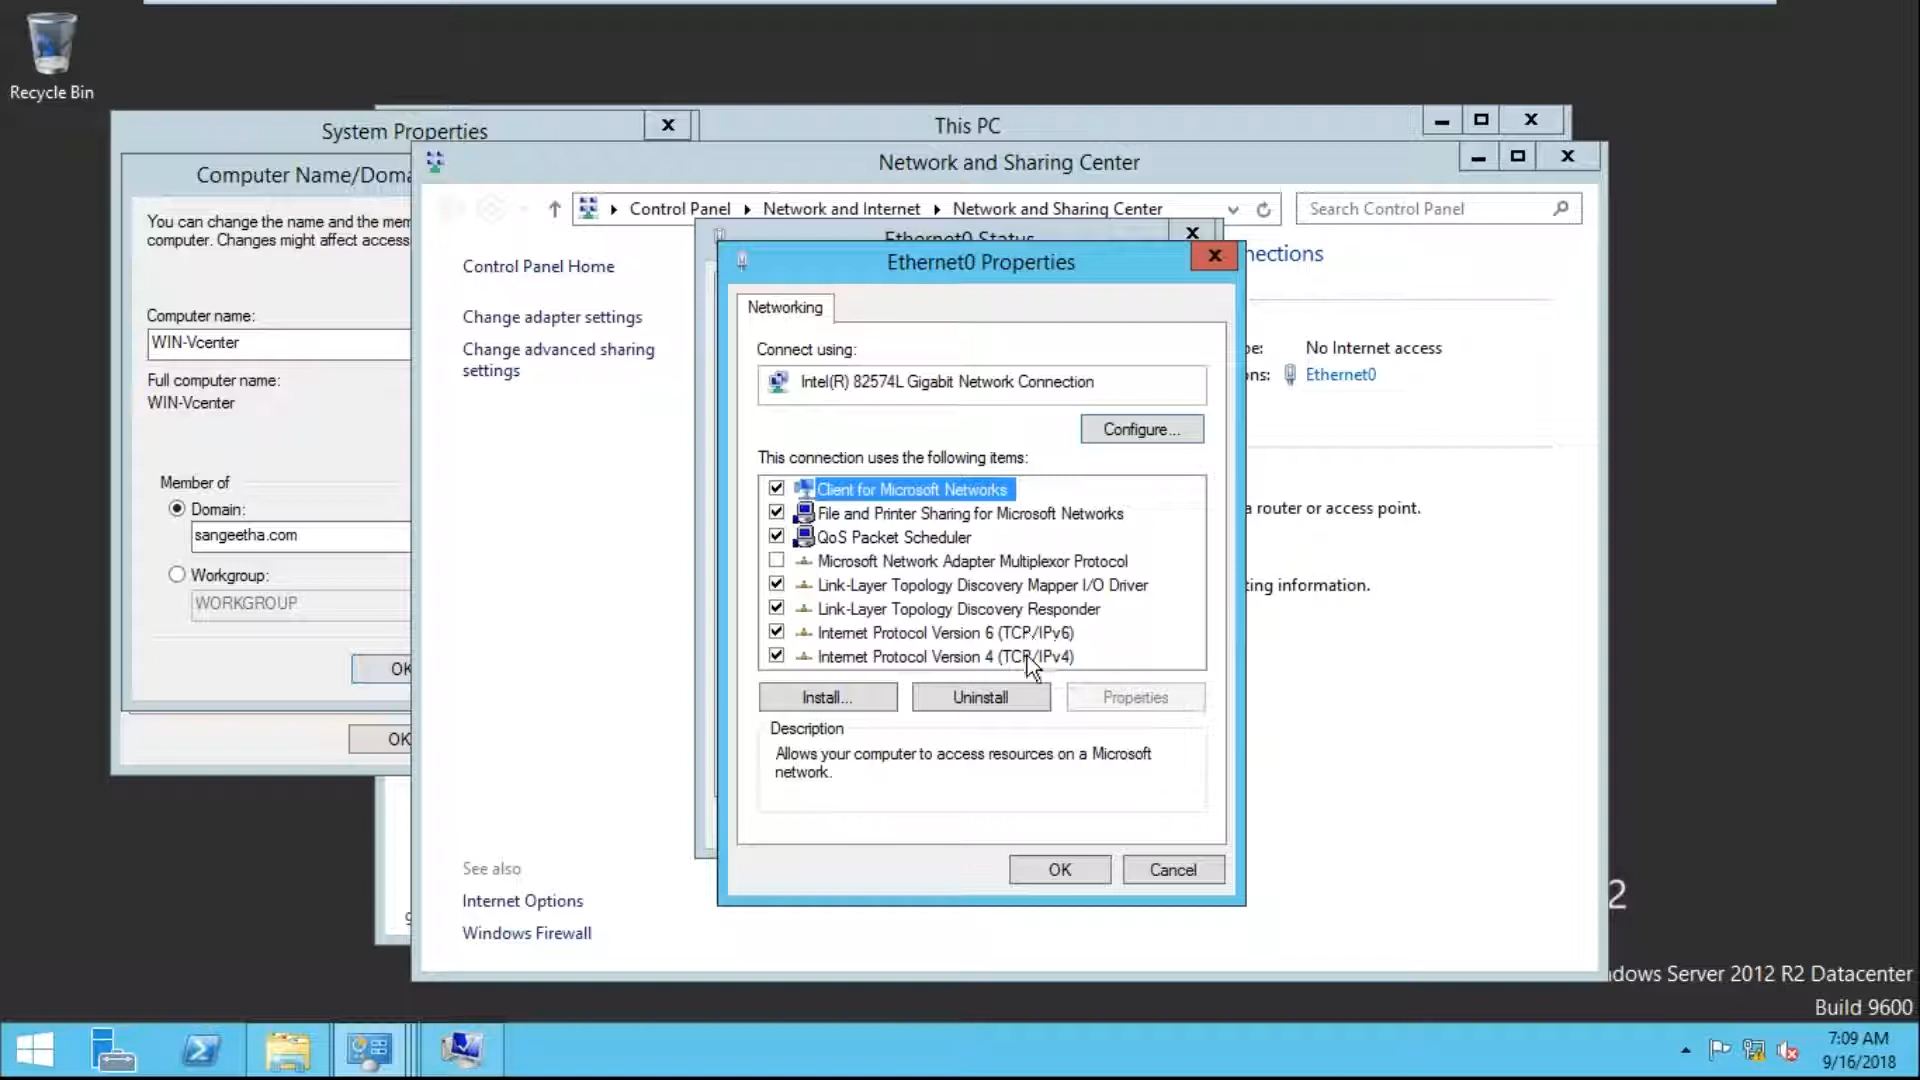 Recycle Bin
System Properties
This PC
Computer Name/Doma
Network and Sharing Center
You can change the name and the mem
computer. Changes might affect access
Control Panel
Network and Internet
Network and Sharing Center
Search Control Panel
Ethernet0 Status
Ethernet0 Properties
nections
Control Panel Home
Change adapter settings
Change advanced sharing
settings
Computer name:
WIN-Vcenter
Full computer name:
WIN-Vcenter
Member of
Domain:
sangeetha.com
Workgroup:
WORKGROUP
OK
OK
Networking
Connect using:
Intel(R) 82574L Gigabit Network Connection
Configure...
This connection uses the following items:
Client for Microsoft Networks
File and Printer Sharing for Microsoft Networks
QoS Packet Scheduler
Microsoft Network Adapter Multiplexor Protocol
Link-Layer Topology Discovery Mapper I/O Driver
Link-Layer Topology Discovery Responder
Internet Protocol Version 6 (TCP/IPv6)
Internet Protocol Version 4 (TCP/IPv4)
Install...
Uninstall
Properties
Description
Allows your computer to access resources on a Microsoft
network.
OK
Cancel
pe:
No Internet access
ns:
Ethernet0
a router or access point.
ting information.
See also
Internet Options
Windows Firewall
2
dows Server 2012 R2 Datacenter
Build 9600
7:09 AM
9/16/2018